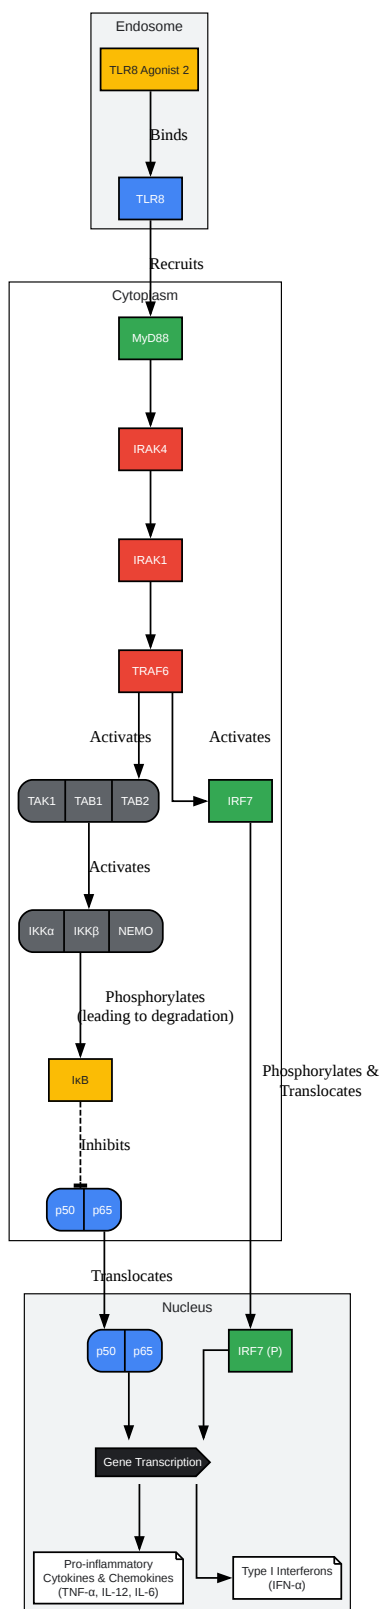 Endosome
TLR8 Agonist 2
Binds
TLR8
Recruits
Cytoplasm
MyD88
IRAK4
IRAK1
TRAF6
Activates
Activates
TAK1
TAB1
TAB2
IRF7
Activates
IKKα
IKKβ
NEMO
Phosphorylates
(leading to degradation)
IκB
Phosphorylates &
Translocates
Inhibits
p50
p65
Translocates
Nucleus
p50
p65
IRF7 (P)
Gene Transcription
Pro-inflammatory
Cytokines & Chemokines
(TNF-α, IL-12, IL-6)
Type I Interferons
(IFN-α)